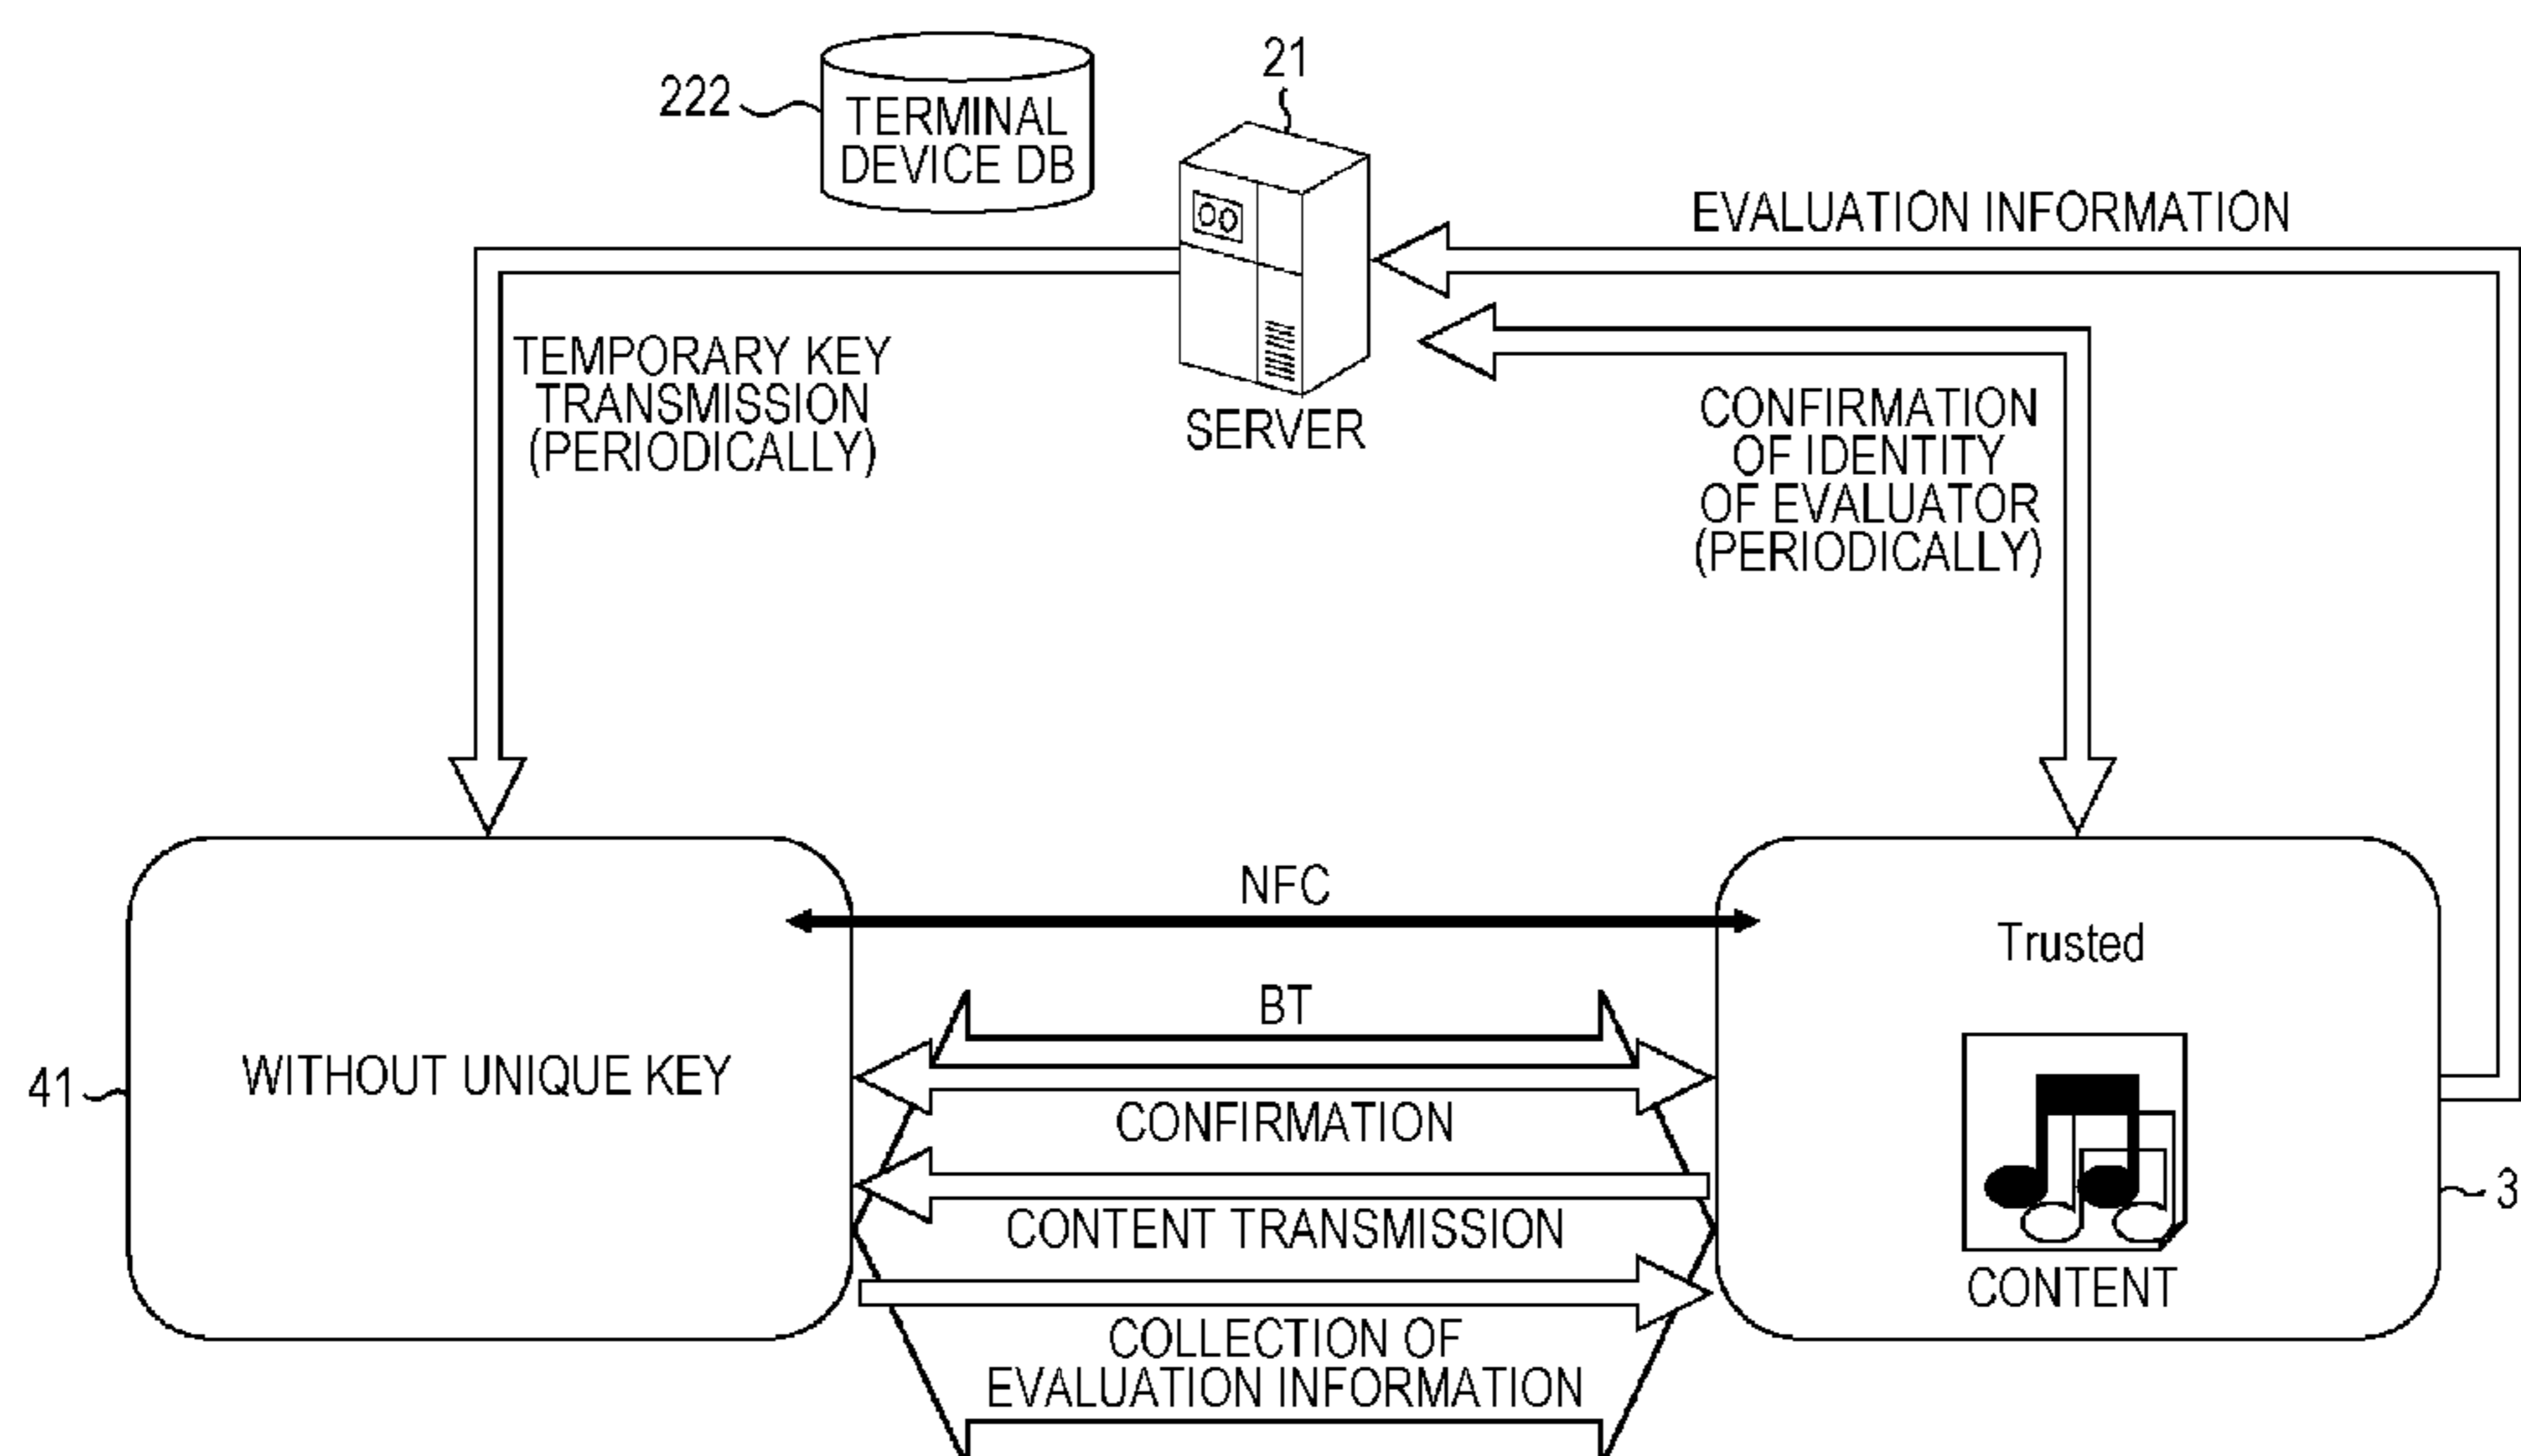 21
222
TERMINAL
DEVICE DB
EVALUATION INFORMATION
TEMPORARY KEY
TRANSMISSION
(PERIODICALLY)
SERVER
CONFIRMATION
OF IDENTITY
OF EVALUATOR
(PERIODICALLY)
NFC
Trusted
BT
41
WITHOUT UNIQUE KEY
CONFIRMATION
3
CONTENT TRANSMISSION
CONTENT
COLLECTION OF
EVALUATION INFORMATION